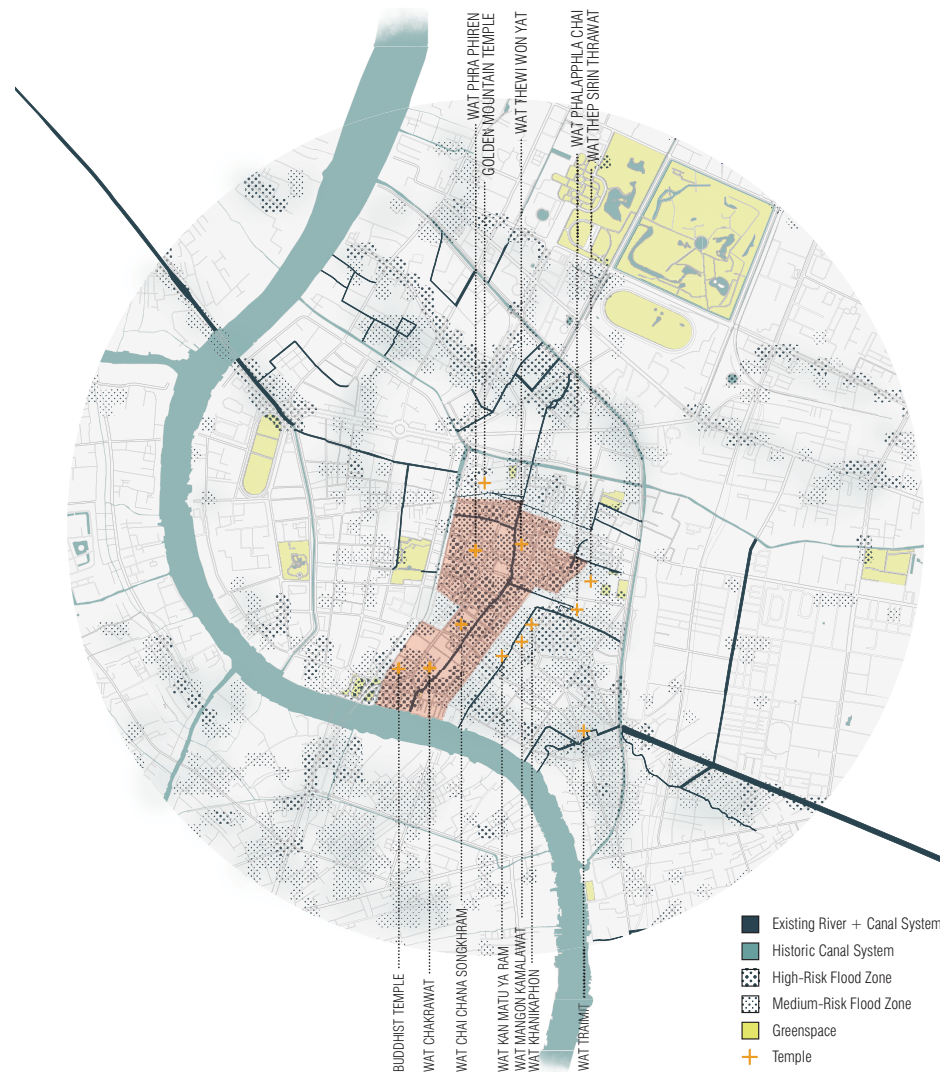 WAT PHRA PHIREN
GOLDEN MOUNTAIN TEMPLE
WAT THEWI WON YAT
WAT PHALAPPHLA CHAI
WAT THEP SIRIN THRAWAT
BUDDHIST TEMPLE
WAT CHAKRAWAT
WAT CHAI CHANA SONGKHRAM
WAT KAN MATU YA RAM
WAT MANGON KAMALAWAT
WAT KHANIKAPHON
WAT TRAIMIT
Existing River + Canal System
Historic Canal System
High-Risk Flood Zone
Medium-Risk Flood Zone
Greenspace
Temple